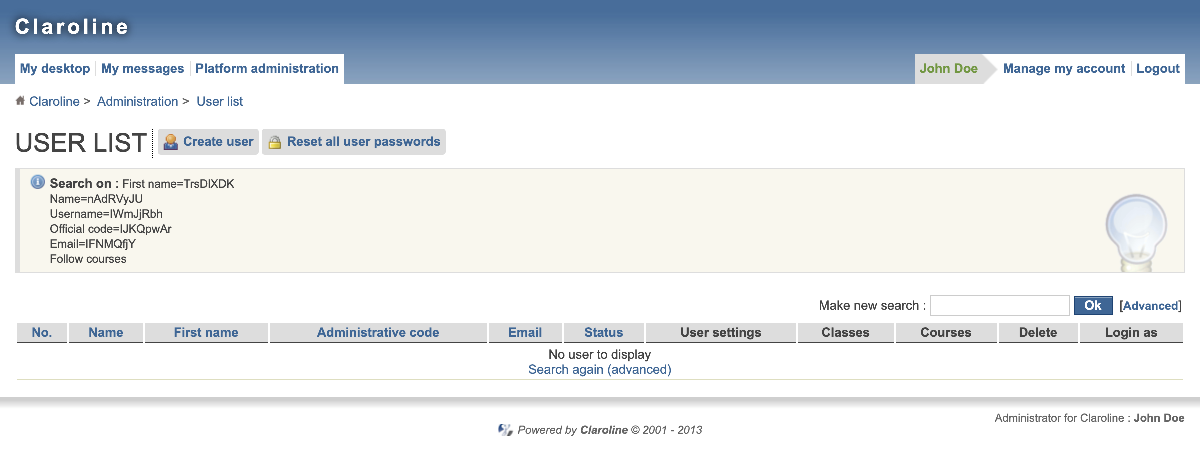 Claroline
My desktop My messages Platform administration John Doe Manage my account Logout
Claroline > Administration > User list
USER LIST Create user Reset all user passwords
Search on : First name=TrsDlXDK
Name=nAdRVyJU
Username=IWmJjRbh
Official code=IJKQpwAr
Email=IFNMQfjY
Follow courses
Make new search : Ok [Advanced]
No. Name First name Administrative code Email Status User settings Classes Courses Delete Login as
No user to display
Search again (advanced)
Administrator for Claroline : John Doe
Powered by Claroline © 2001 - 2013